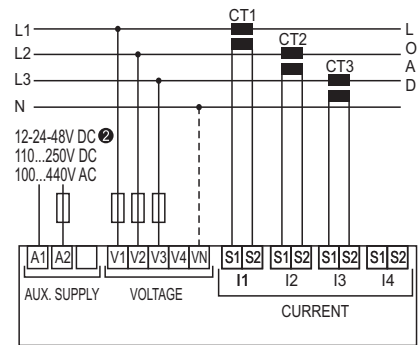 CT1
L1 L
CT2
L2 O
CT3 A
L3 D
N
12-24-48V DC ❷
110...250V DC
100...440V AC
A1 A2 V1 V2 V3 V4 VN S1 S2 S1 S2 S1 S2 S1 S2
I1 I2 I3 I4
AUX. SUPPLY VOLTAGE
CURRENT